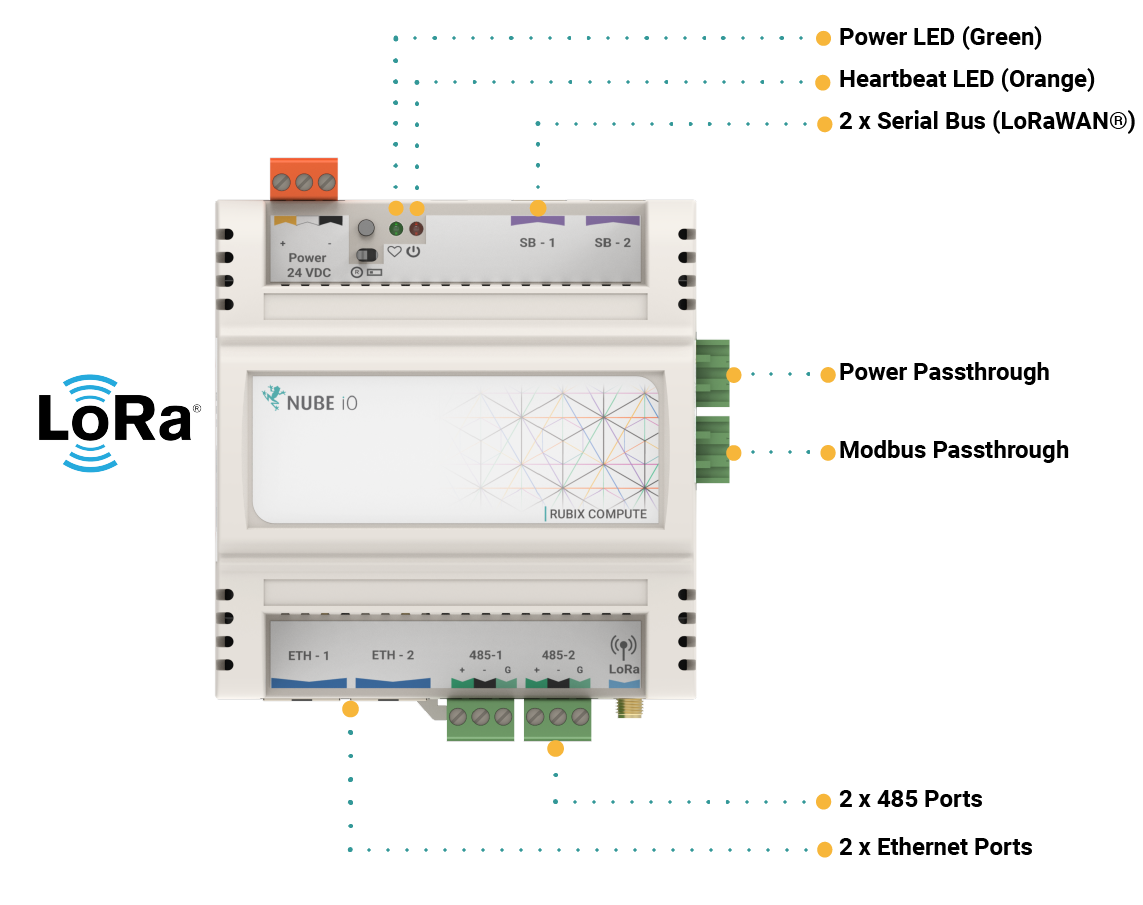 Power LED (Green)
Heartbeat LED (Orange)
2 x Serial Bus (LoRaWAN®)
+ -
Power
24 VDC
R
SB - 1
SB - 2
LoRa®
NUBE iO
RUBIX COMPUTE
Power Passthrough
Modbus Passthrough
ETH - 1
ETH - 2
485-1
+ - G
485-2
+ - G
LoRa
2 x 485 Ports
2 x Ethernet Ports